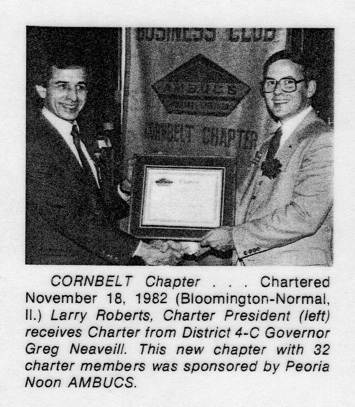 BUSINESS CLUB
AMBUCS
CORNBELT CHAPTER
CORNBELT Chapter . . . Chartered
November 18, 1982 (Bloomington-Normal,
Il.) Larry Roberts, Charter President (left)
receives Charter from District 4-C Governor
Greg Neaveill. This new chapter with 32
charter members was sponsored by Peoria
Noon AMBUCS.